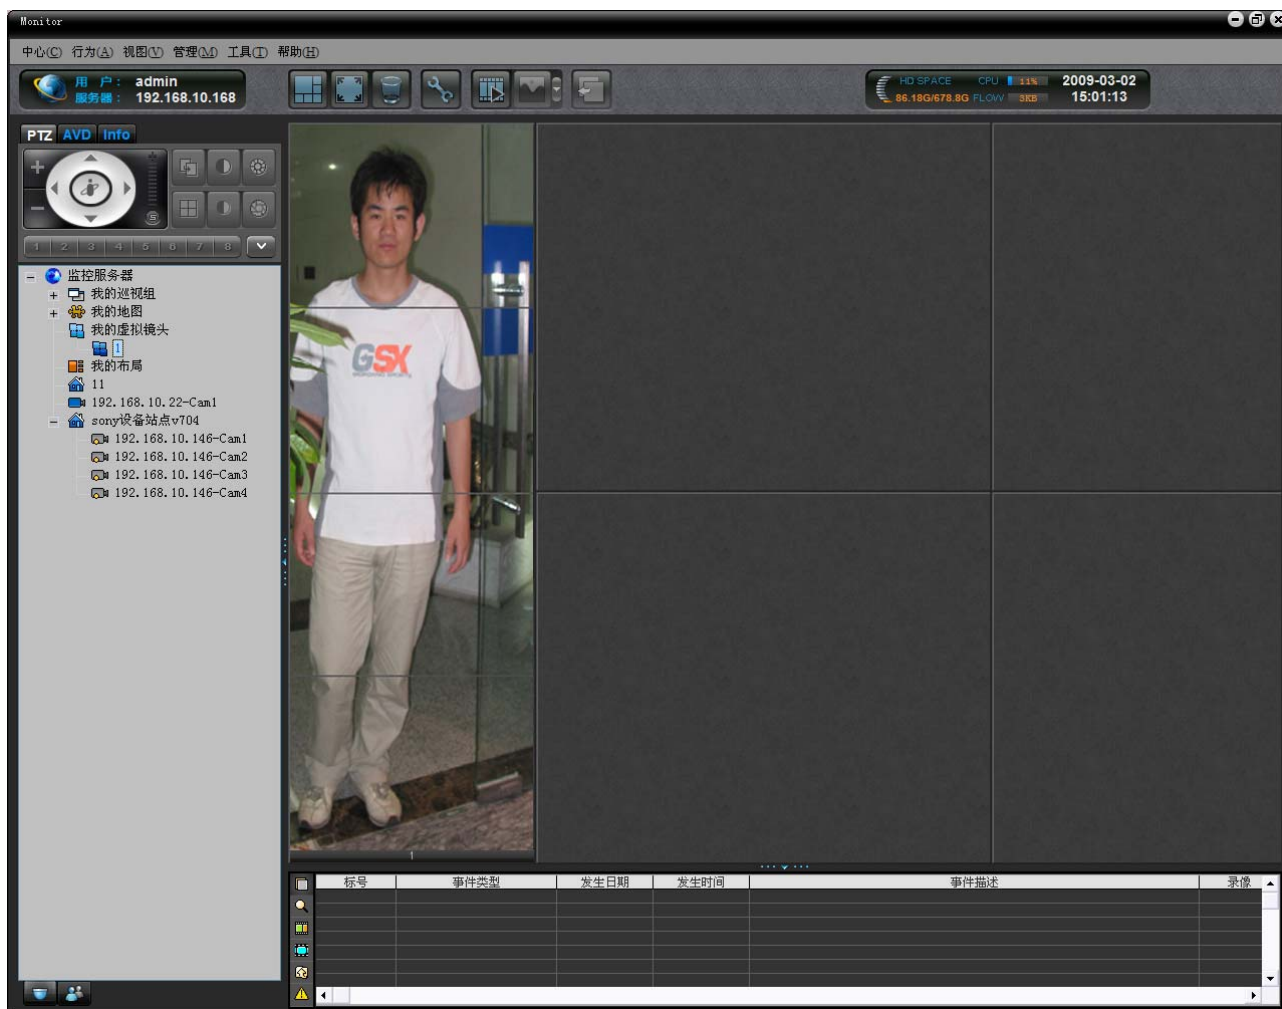 Monitor
中心(C) 行为(A) 视图(V) 管理(M) 工具(T) 帮助(H)
用 户： admin
服务器： 192.168.10.168
HD SPACE CPU 11% 2009-03-02
86.18G/678.8G FLOW 3KB 15:01:13
PTZ AVD Info
1 2 3 4 5 6 7 8
监控服务器
我的巡视组
我的地图
我的虚拟镜头
1
我的布局
11
192.168.10.22-Cam1
sony设备站点v704
192.168.10.146-Cam1
192.168.10.146-Cam2
192.168.10.146-Cam3
192.168.10.146-Cam4
GSX
1
标号 事件类型 发生日期 发生时间 事件描述 录像